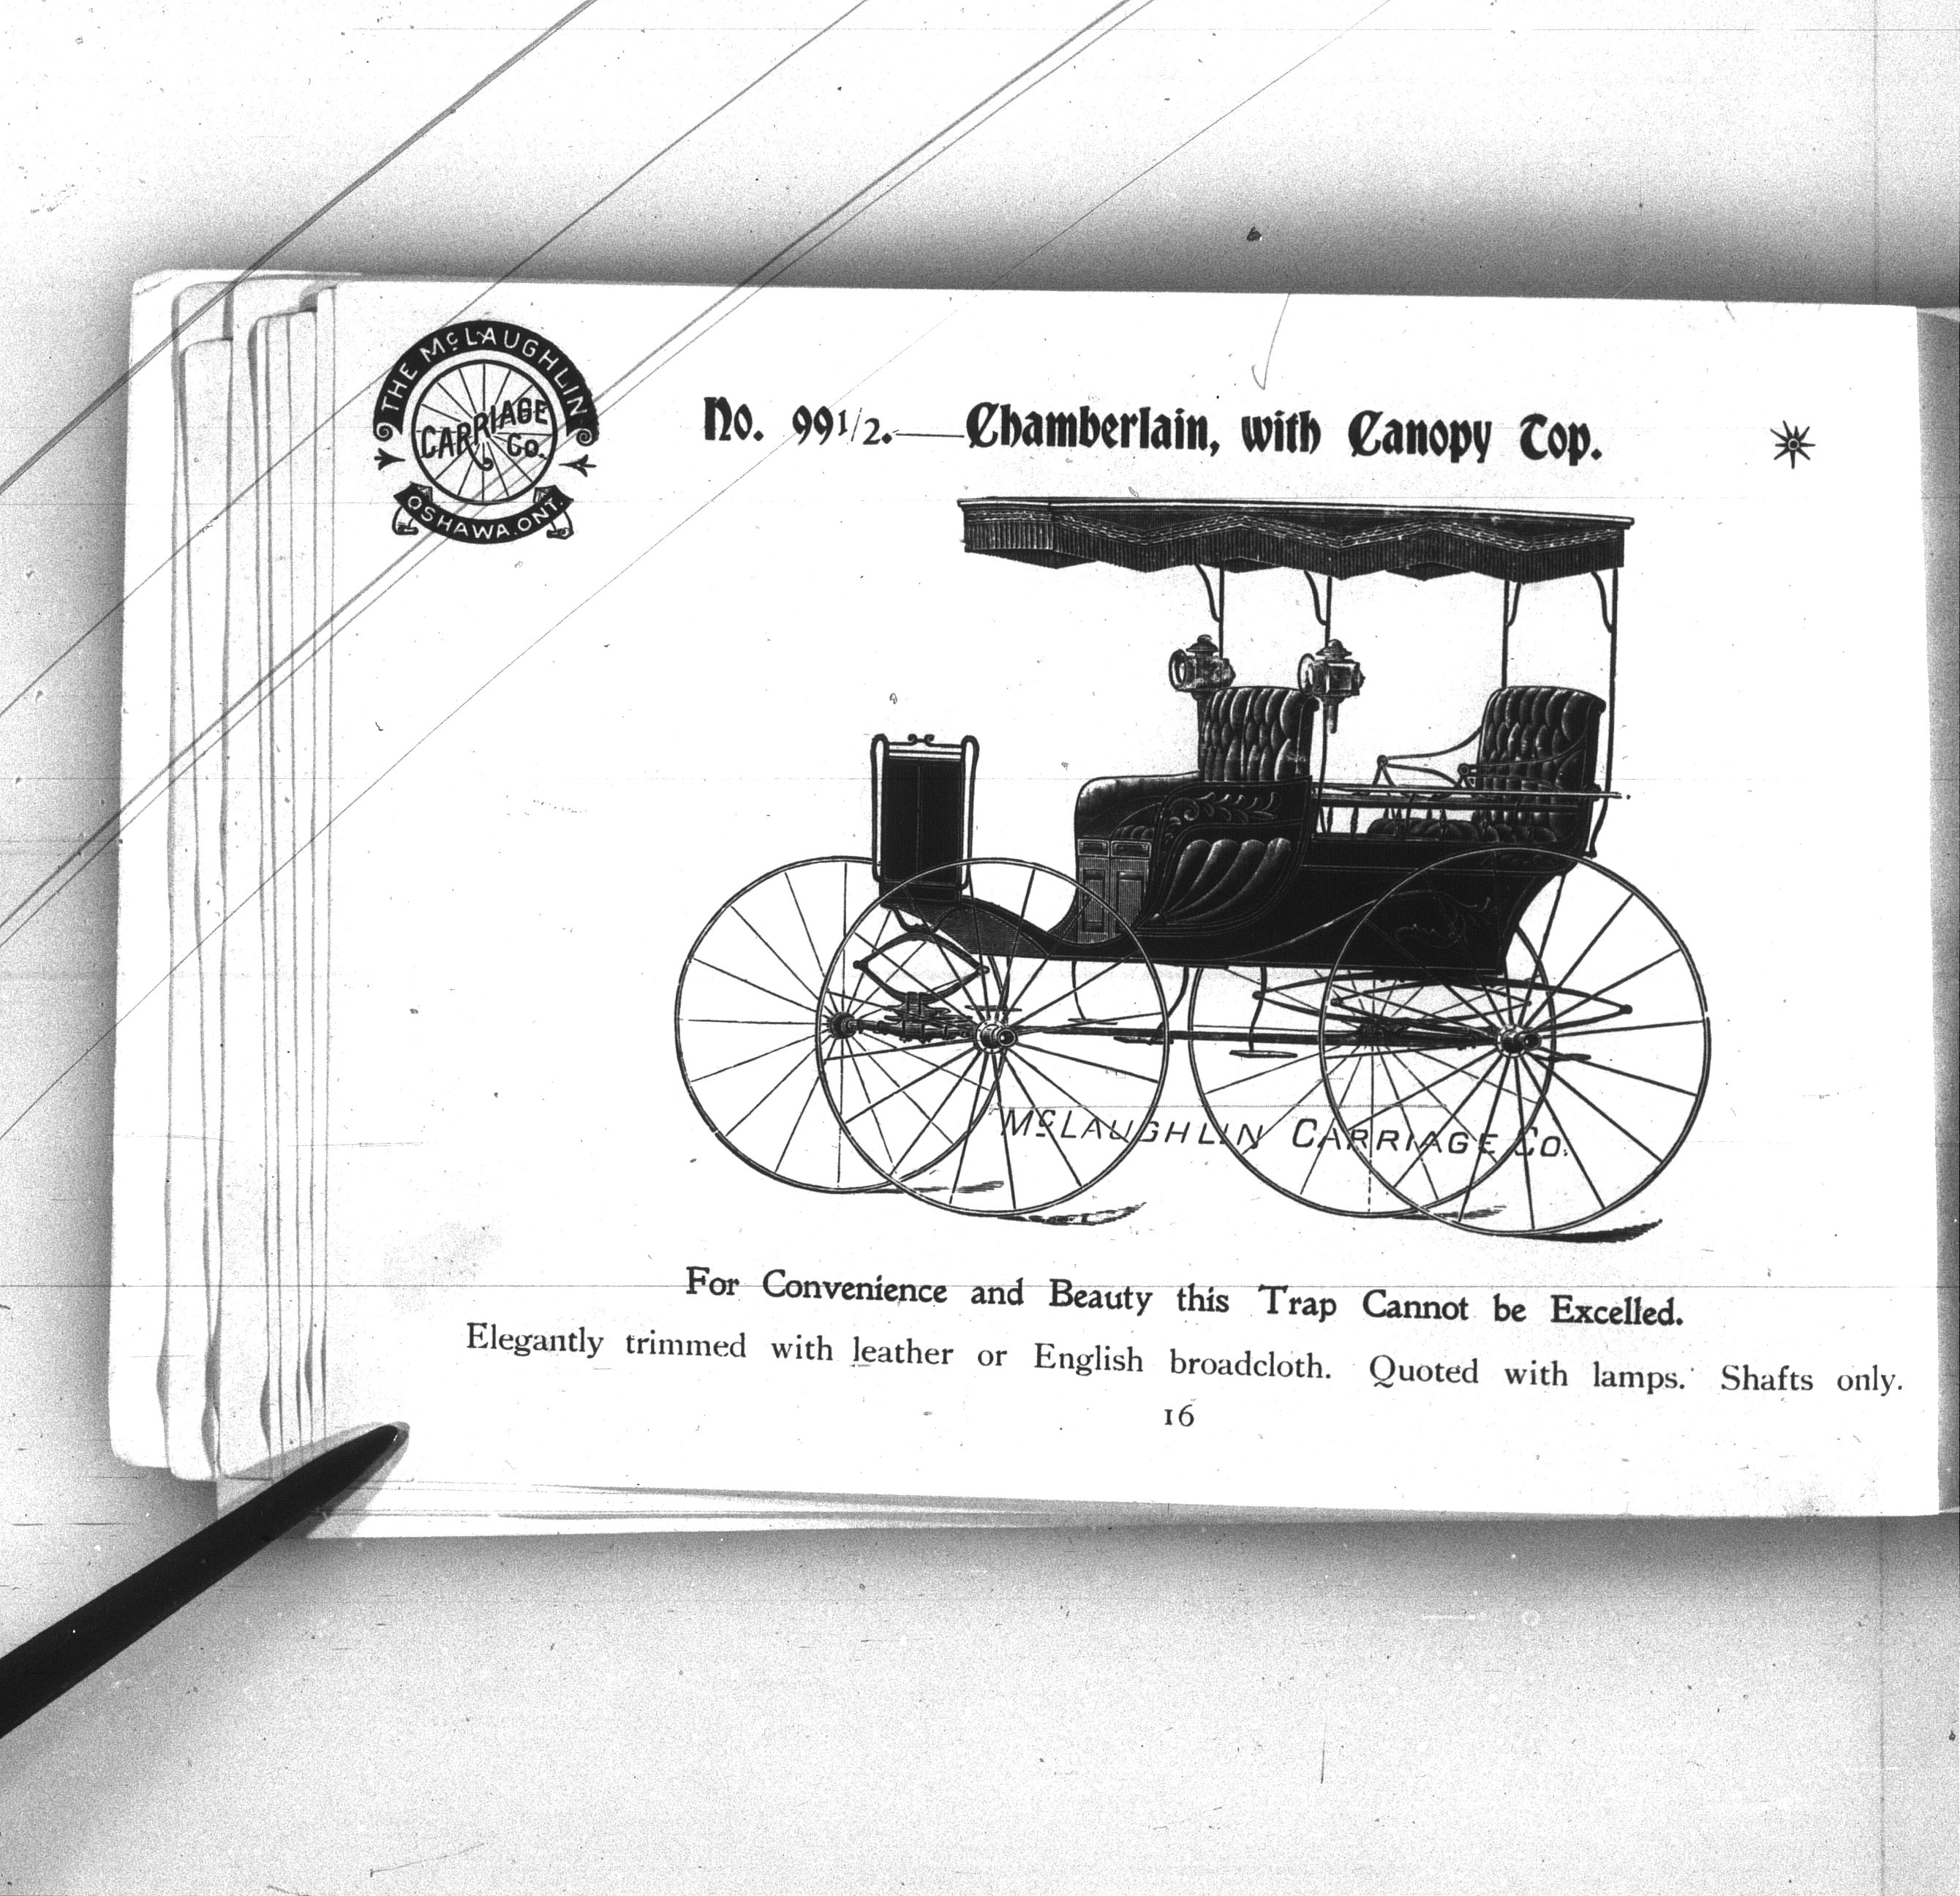 THE McLAUGHLIN
CARRIAGE
CO.
OSHAWA. ONT.
No. 99 1/2.—Chamberlain, with Canopy Top.
McLAUGHLIN CARRIAGE CO.
For Convenience and Beauty this Trap Cannot be Excelled.
Elegantly trimmed with leather or English broadcloth. Quoted with lamps. Shafts only.
16